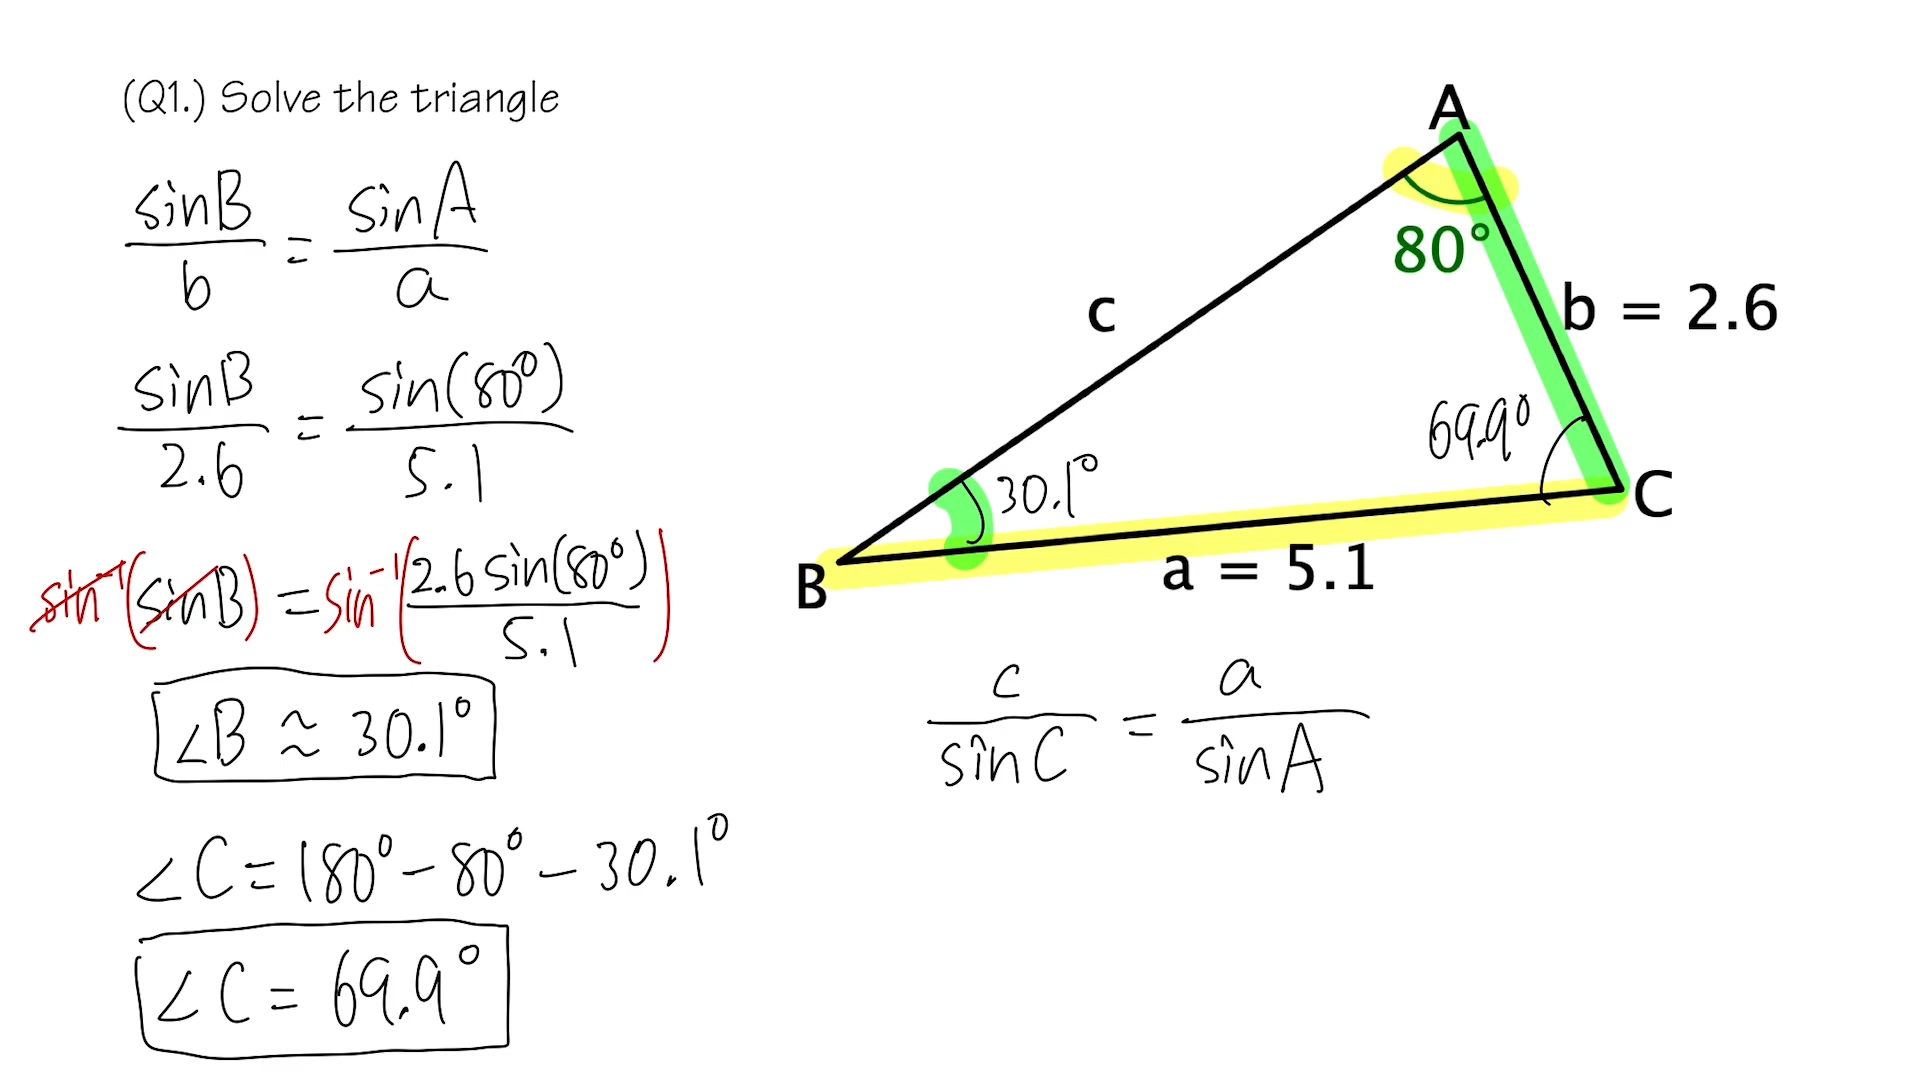 (Q1.) Solve the triangle
sinB/b = sinA/a
sinB/2.6 = sin(80°)/5.1
sin⁻¹(sinB) = sin⁻¹(2.6 sin(80°)/5.1)
∠B ≈ 30.1°
∠C = 180° - 80° - 30.1°
∠C = 69.9°
A
80°
c
b = 2.6
69.9°
30.1°
C
B
a = 5.1
c/sinC = a/sinA